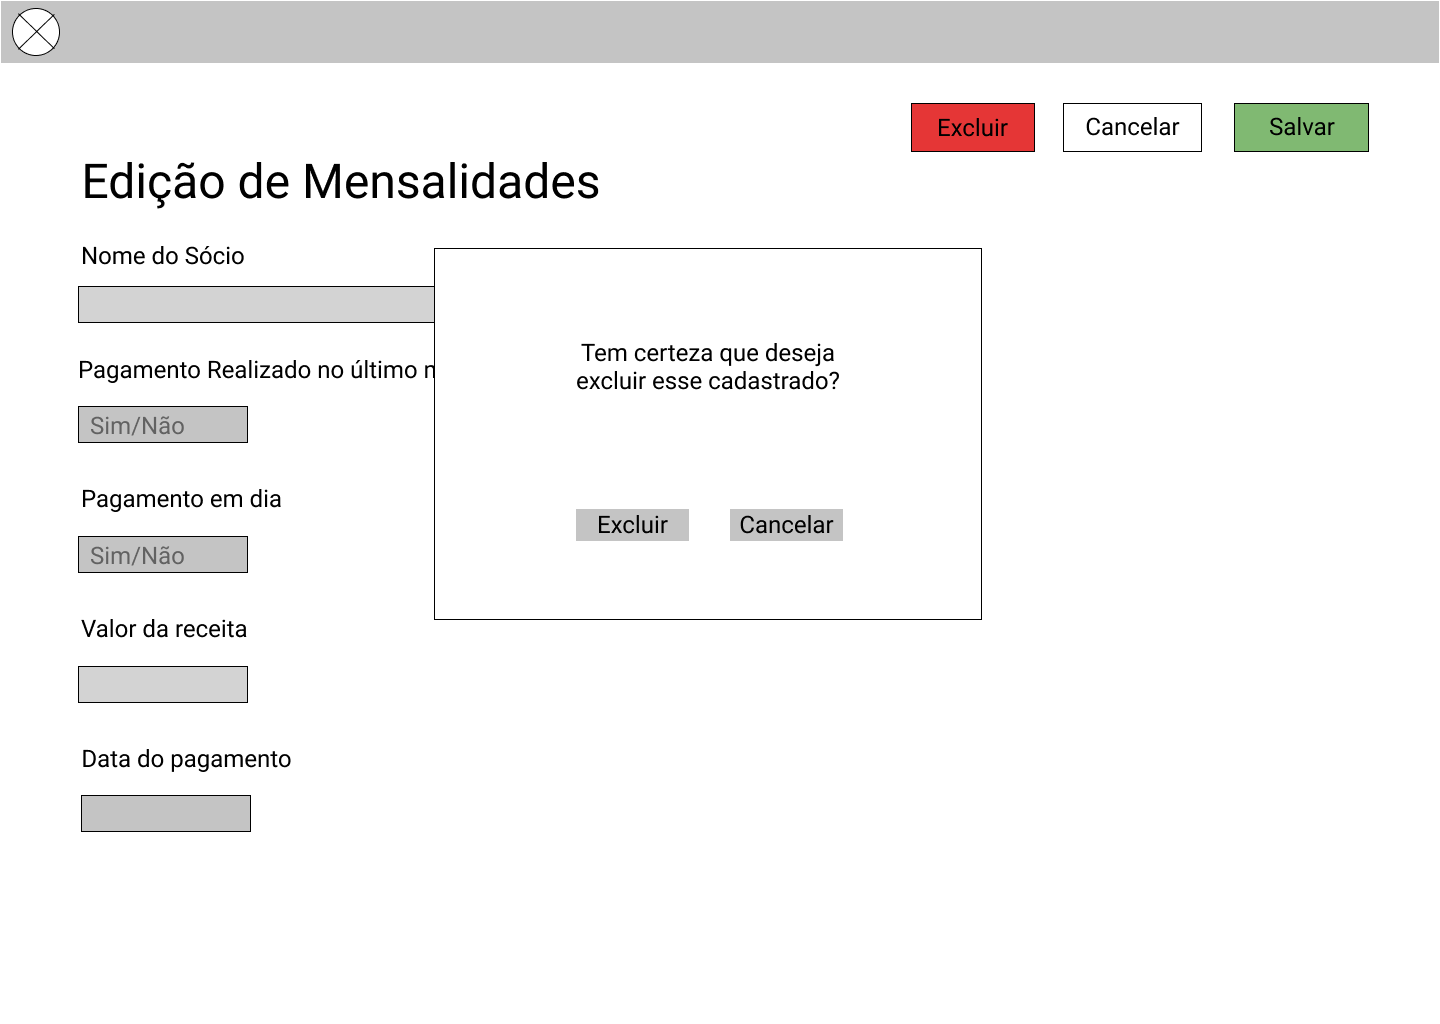 Excluir
Cancelar
Salvar
Edição de Mensalidades
Nome do Sócio
Pagamento Realizado no último
Tem certeza que deseja
excluir esse cadastrado?
Sim/Não
Pagamento em dia
Sim/Não
Excluir
Cancelar
Valor da receita
Data do pagamento